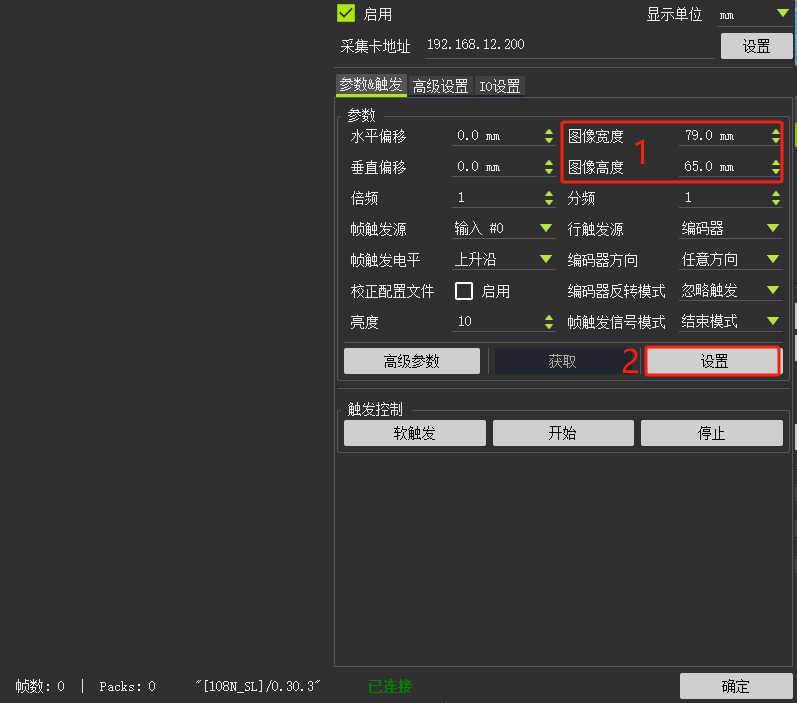 启用 显示单位 mm
采集卡地址 192.168.12.200 设置
参数&触发 高级设置 IO设置
参数
水平偏移 0.0 mm 图像宽度 1 79.0 mm
垂直偏移 0.0 mm 图像高度 65.0 mm
倍频 1 分频 1
帧触发源 输入 #0 行触发源 编码器
帧触发电平 上升沿 编码器方向 任意方向
校正配置文件 启用 编码器反转模式 忽略触发
亮度 10 帧触发信号模式 结束模式
高级参数 获取 2 设置
触发控制
软触发 开始 停止
帧数: 0 | Packs: 0 "[108N_SL]/0.30.3" 已连接 确定